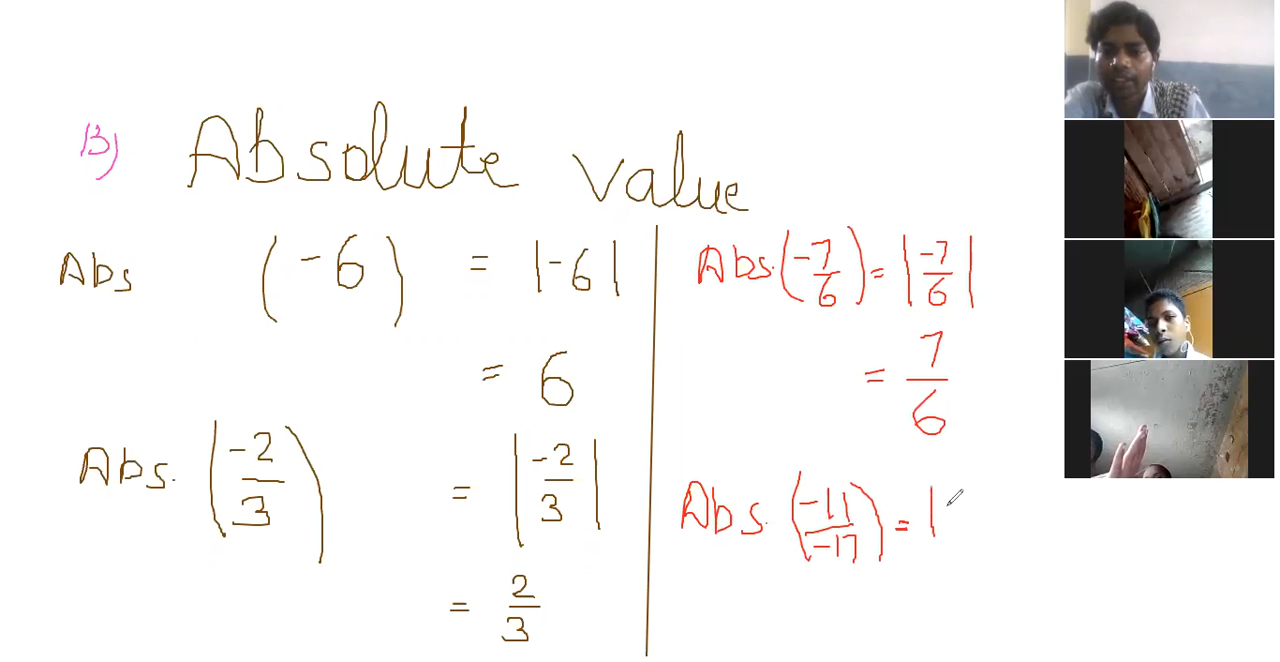 B) Absolute value
Abs (-6) = |-6|
= 6
Abs. (-2/3) = |-2/3|
= 2/3
Abs. (-7/6) = |-7/6|
= 7/6
Abs. (-11/-17) = |